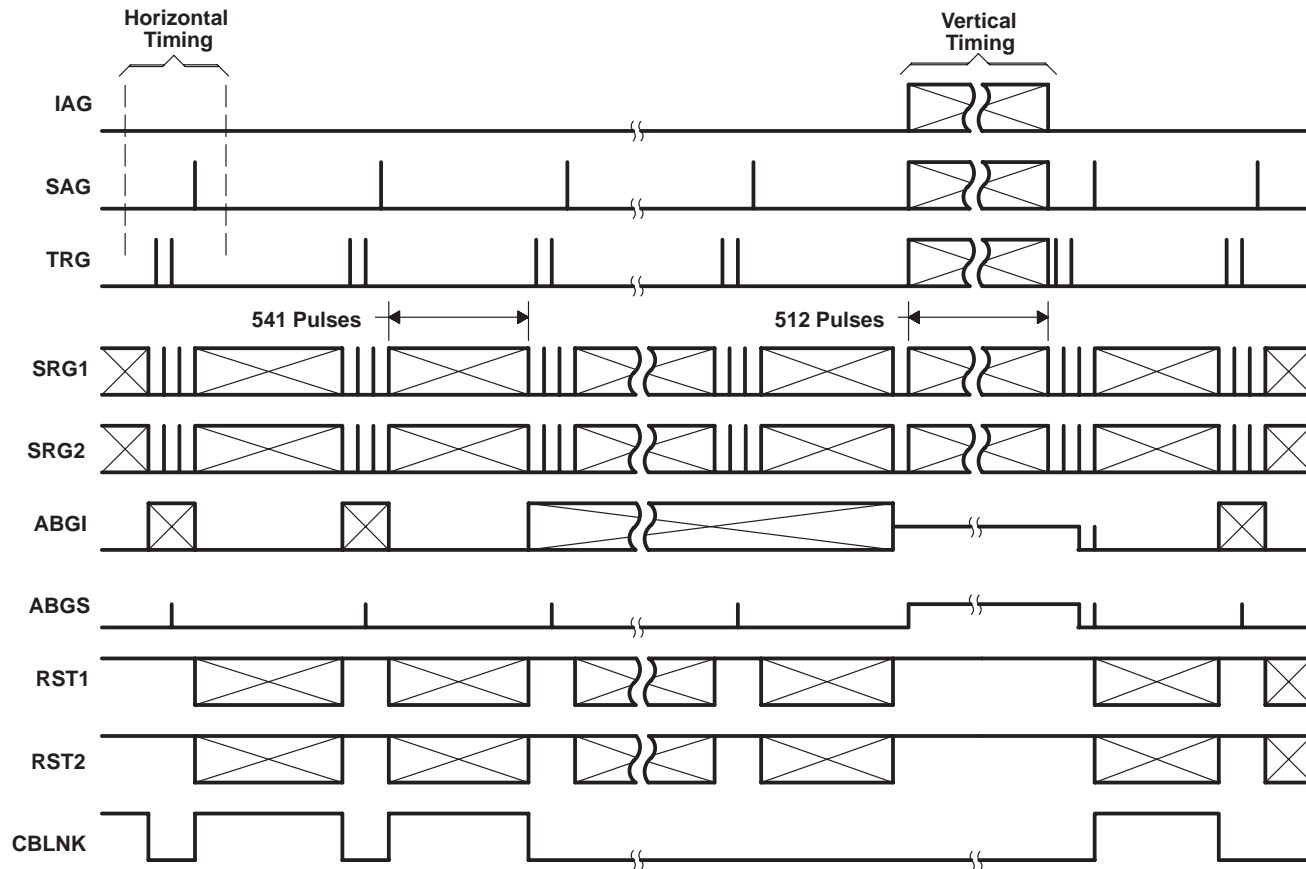 Horizontal
Timing
Vertical
Timing
IAG
SAG
TRG
541 Pulses
512 Pulses
SRG1
SRG2
ABGI
ABGS
RST1
RST2
CBLNK